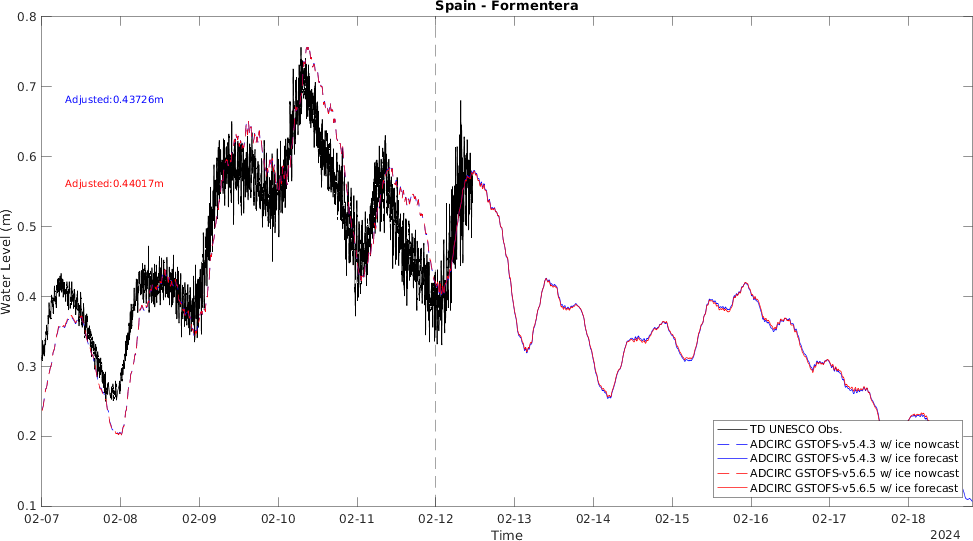 Spain - Formentera
0.8
0.7
0.6
0.5
0.4
0.3
0.2
0.1
Water Level (m)
Adjusted:0.43726m
Adjusted:0.44017m
TD UNESCO Obs.
ADCIRC GSTOFS-v5.4.3 w/ ice nowcast
ADCIRC GSTOFS-v5.4.3 w/ ice forecast
ADCIRC GSTOFS-v5.6.5 w/ ice nowcast
ADCIRC GSTOFS-v5.6.5 w/ ice forecast
02-07 02-08 02-09 02-10 02-11 02-12 02-13 02-14 02-15 02-16 02-17 02-18
Time
2024